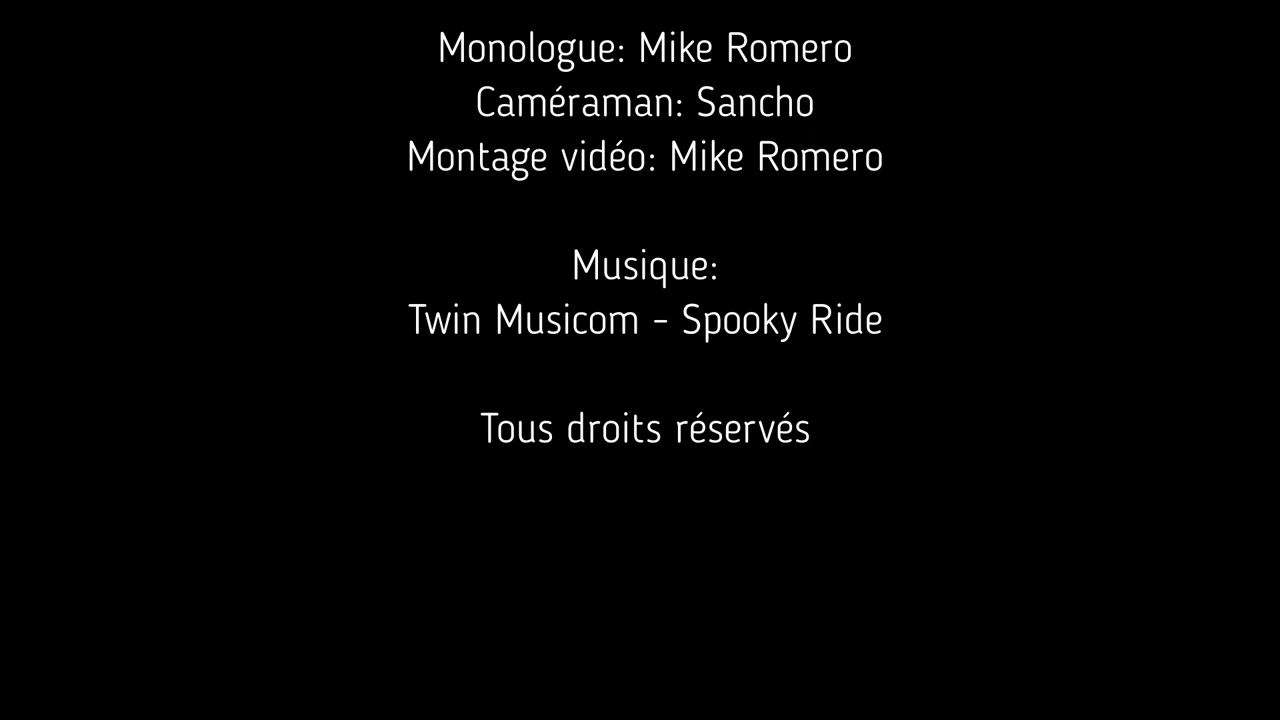 Monologue: Mike Romero
Caméraman: Sancho
Montage vidéo: Mike Romero
Musique:
Twin Musicom - Spooky Ride
Tous droits réservés